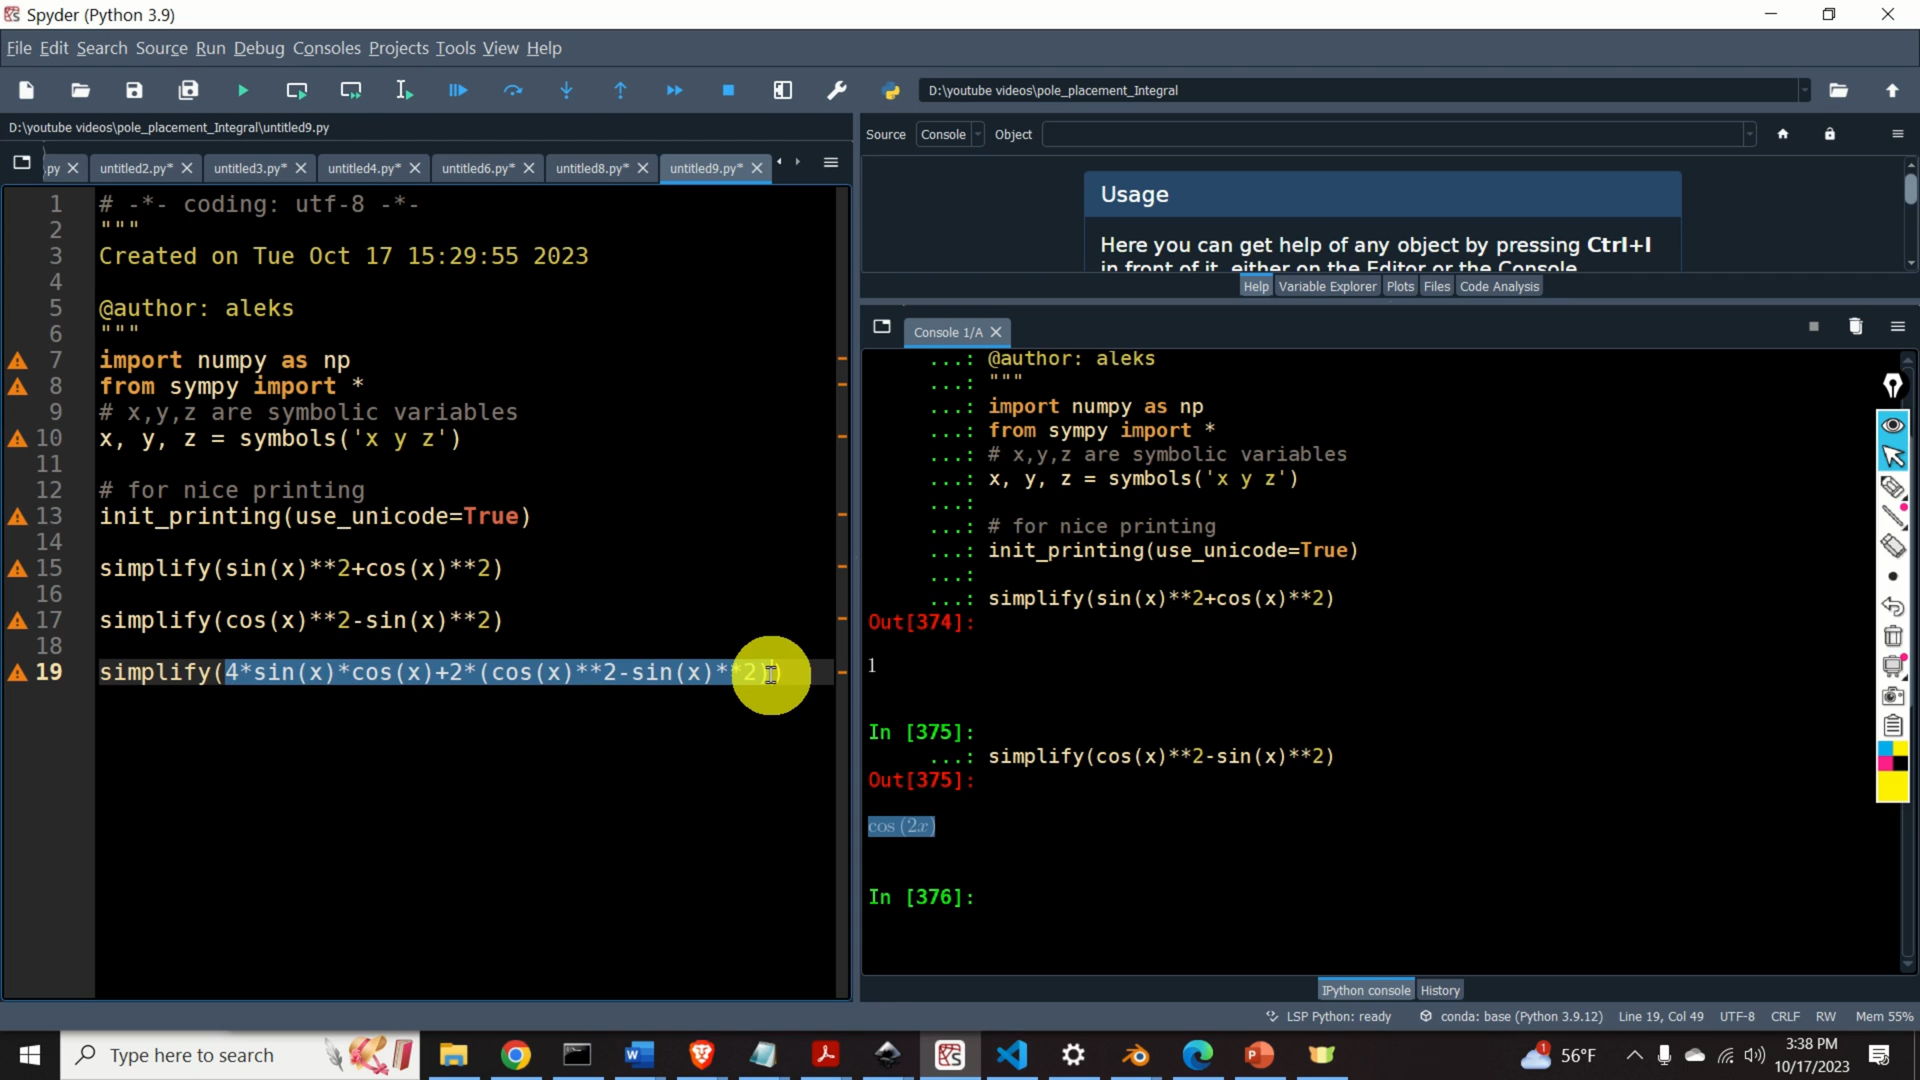 Spyder (Python 3.9)
File Edit Search Source Run Debug Consoles Projects Tools View Help
D:\youtube videos\pole_placement_Integral
D:\youtube videos\pole_placement_Integral\untitled9.py
.py untitled2.py* untitled3.py* untitled4.py* untitled6.py* untitled8.py* untitled9.py*
1 # -*- coding: utf-8 -*-
2 """
3 Created on Tue Oct 17 15:29:55 2023
4
5 @author: aleks
6 """
7 import numpy as np
8 from sympy import *
9 # x,y,z are symbolic variables
10 x, y, z = symbols('x y z')
11
12 # for nice printing
13 init_printing(use_unicode=True)
14
15 simplify(sin(x)**2+cos(x)**2)
16
17 simplify(cos(x)**2-sin(x)**2)
18
19 simplify(4*sin(x)*cos(x)+2*(cos(x)**2-sin(x)**2))
Source Console Object
Usage
Here you can get help of any object by pressing Ctrl+I
in front of it, either on the Editor or the Console.
Help Variable Explorer Plots Files Code Analysis
Console 1/A
...: @author: aleks
...: """
...: import numpy as np
...: from sympy import *
...: # x,y,z are symbolic variables
...: x, y, z = symbols('x y z')
...:
...: # for nice printing
...: init_printing(use_unicode=True)
...:
...: simplify(sin(x)**2+cos(x)**2)
Out[374]:
1
In [375]:
...: simplify(cos(x)**2-sin(x)**2)
Out[375]:
cos (2x)
In [376]:
IPython console History
LSP Python: ready conda: base (Python 3.9.12) Line 19, Col 49 UTF-8 CRLF RW Mem 55%
Type here to search
1 56°F
3:38 PM
10/17/2023